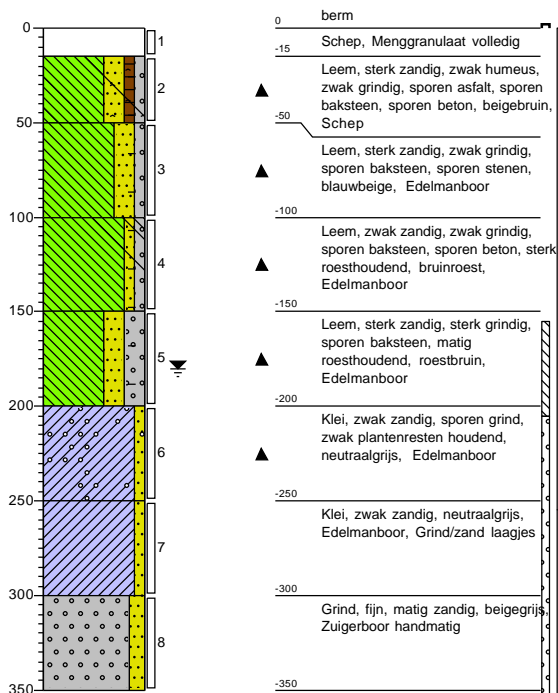 berm
0
0
1
Schep, Menggranulaat volledig
-15
2
Leem, sterk zandig, zwak humeus,
zwak grindig, sporen asfalt, sporen
baksteen, sporen beton, beigebruin,
Schep
50
-50
3
Leem, sterk zandig, zwak grindig,
sporen baksteen, sporen stenen,
blauwbeige, Edelmanboor
100
-100
4
Leem, zwak zandig, zwak grindig,
sporen baksteen, sporen beton, sterk
roesthoudend, bruinroest,
Edelmanboor
150
-150
5
Leem, sterk zandig, sterk grindig,
sporen baksteen, matig
roesthoudend, roestbruin,
Edelmanboor
200
-200
6
Klei, zwak zandig, sporen grind,
zwak plantenresten houdend,
neutraalgrijs, Edelmanboor
250
-250
7
Klei, zwak zandig, neutraalgrijs,
Edelmanboor, Grind/zand laagjes
300
-300
8
Grind, fijn, matig zandig, beigegrijs,
Zuigerboor handmatig
350
-350